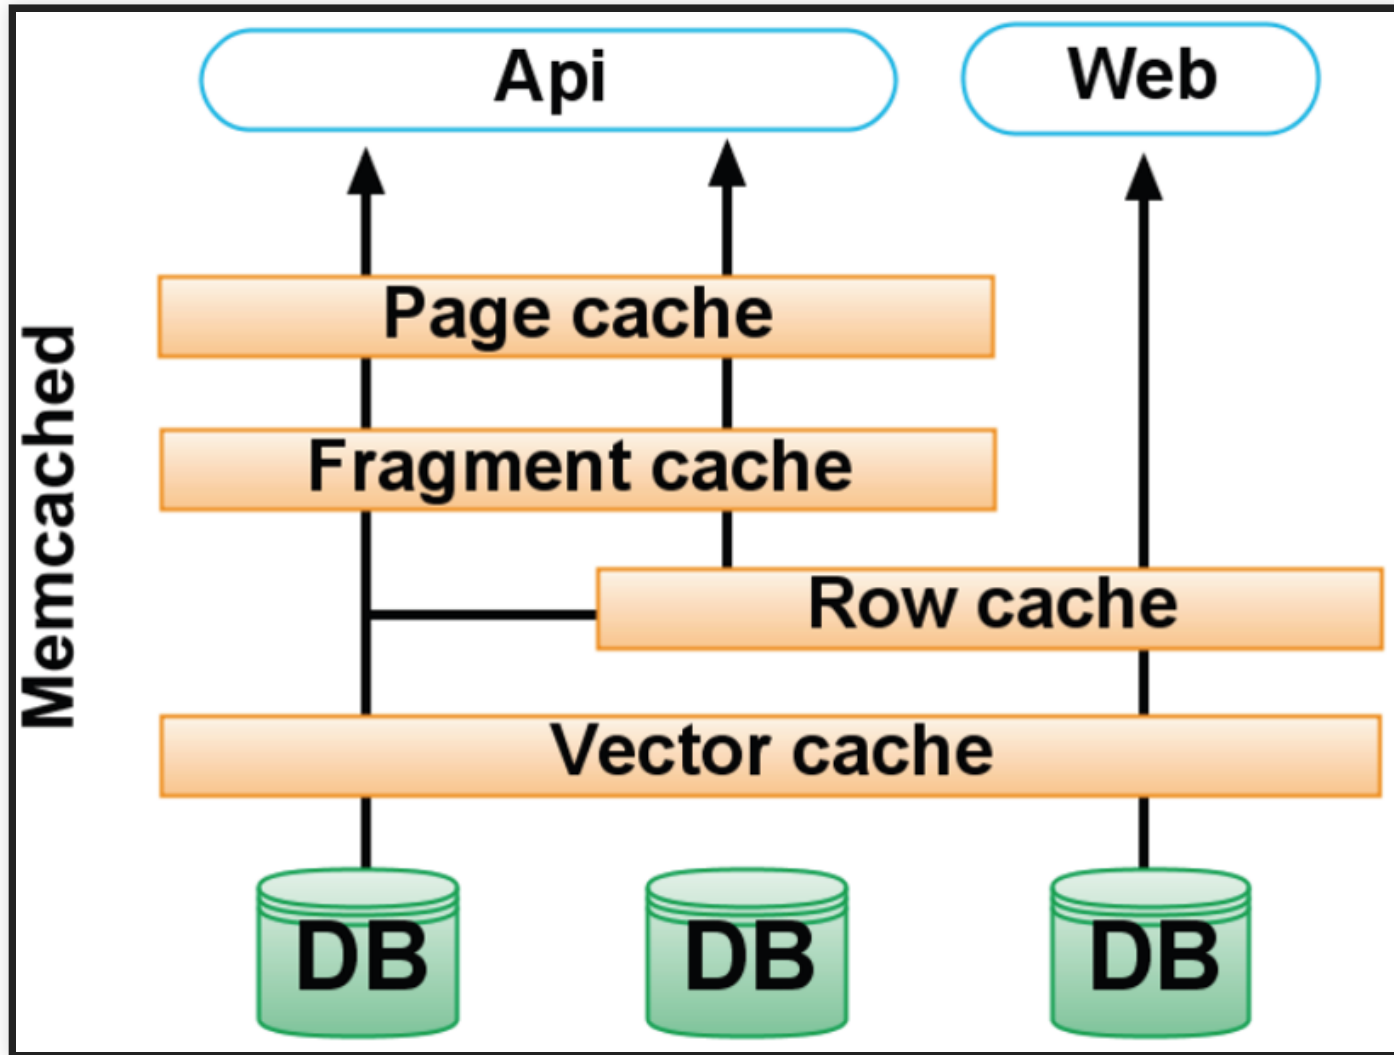 Api
Web
Memcached
Page cache
Fragment cache
Row cache
Vector cache
DB
DB
DB